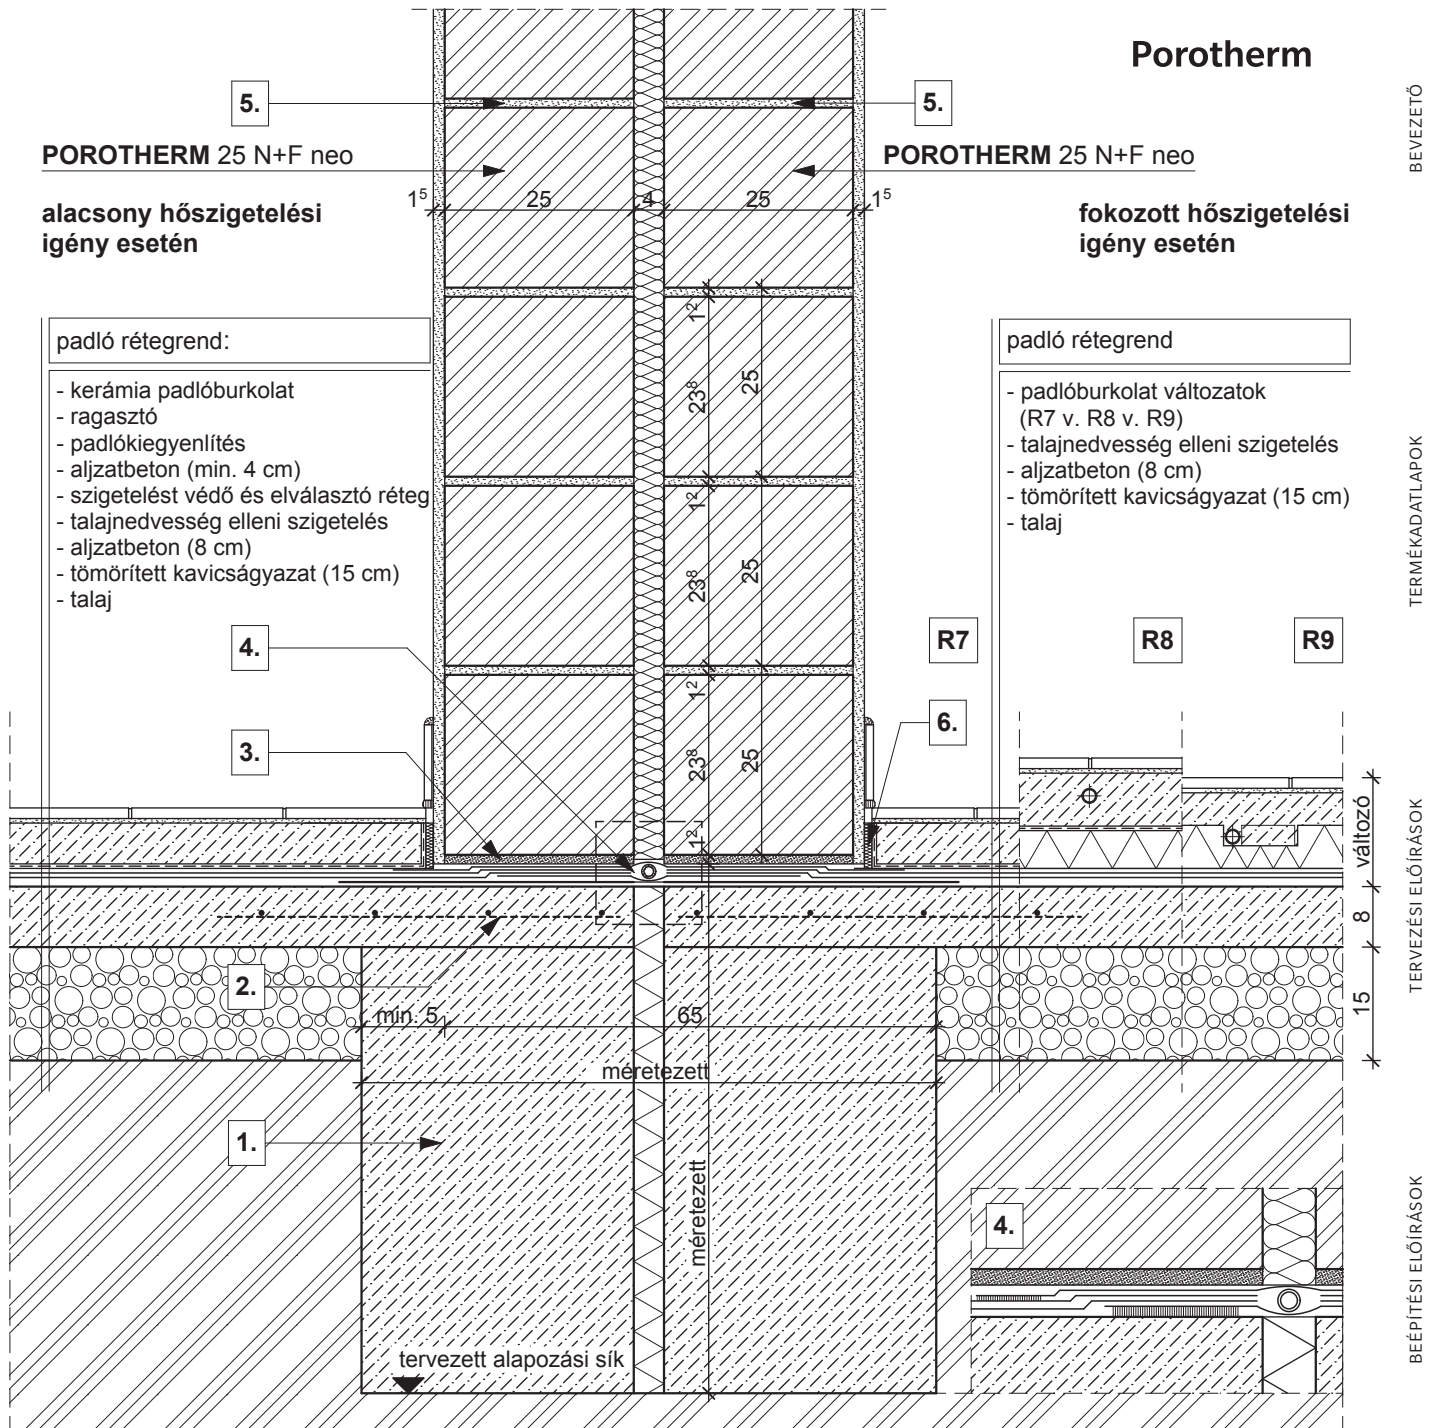 Porotherm
5.
5.
POROTHERM 25 N+F neo
POROTHERM 25 N+F neo
1⁵ 25 4 25 1⁵
alacsony hőszigetelési
igény esetén
fokozott hőszigetelési
igény esetén
padló rétegrend:
- kerámia padlóburkolat
- ragasztó
- padlókiegyenlítés
- aljzatbeton (min. 4 cm)
- szigetelést védő és elválasztó réteg
- talajnedvesség elleni szigetelés
- aljzatbeton (8 cm)
- tömörített kavicságyazat (15 cm)
- talaj
padló rétegrend
- padlóburkolat változatok
(R7 v. R8 v. R9)
- talajnedvesség elleni szigetelés
- aljzatbeton (8 cm)
- tömörített kavicságyazat (15 cm)
- talaj
1²
23⁸ 25
1²
23⁸ 25
1²
23⁸ 25
1²
4.
R7 R8 R9
3.
6.
változó
8
15
2.
min. 5 65
méretezett
1.
méretezett
4.
tervezett alapozási sík
BEVEZETŐ
TERMÉKADATLAPOK
TERVEZÉSI ELŐÍRÁSOK
BEÉPÍTÉSI ELŐÍRÁSOK